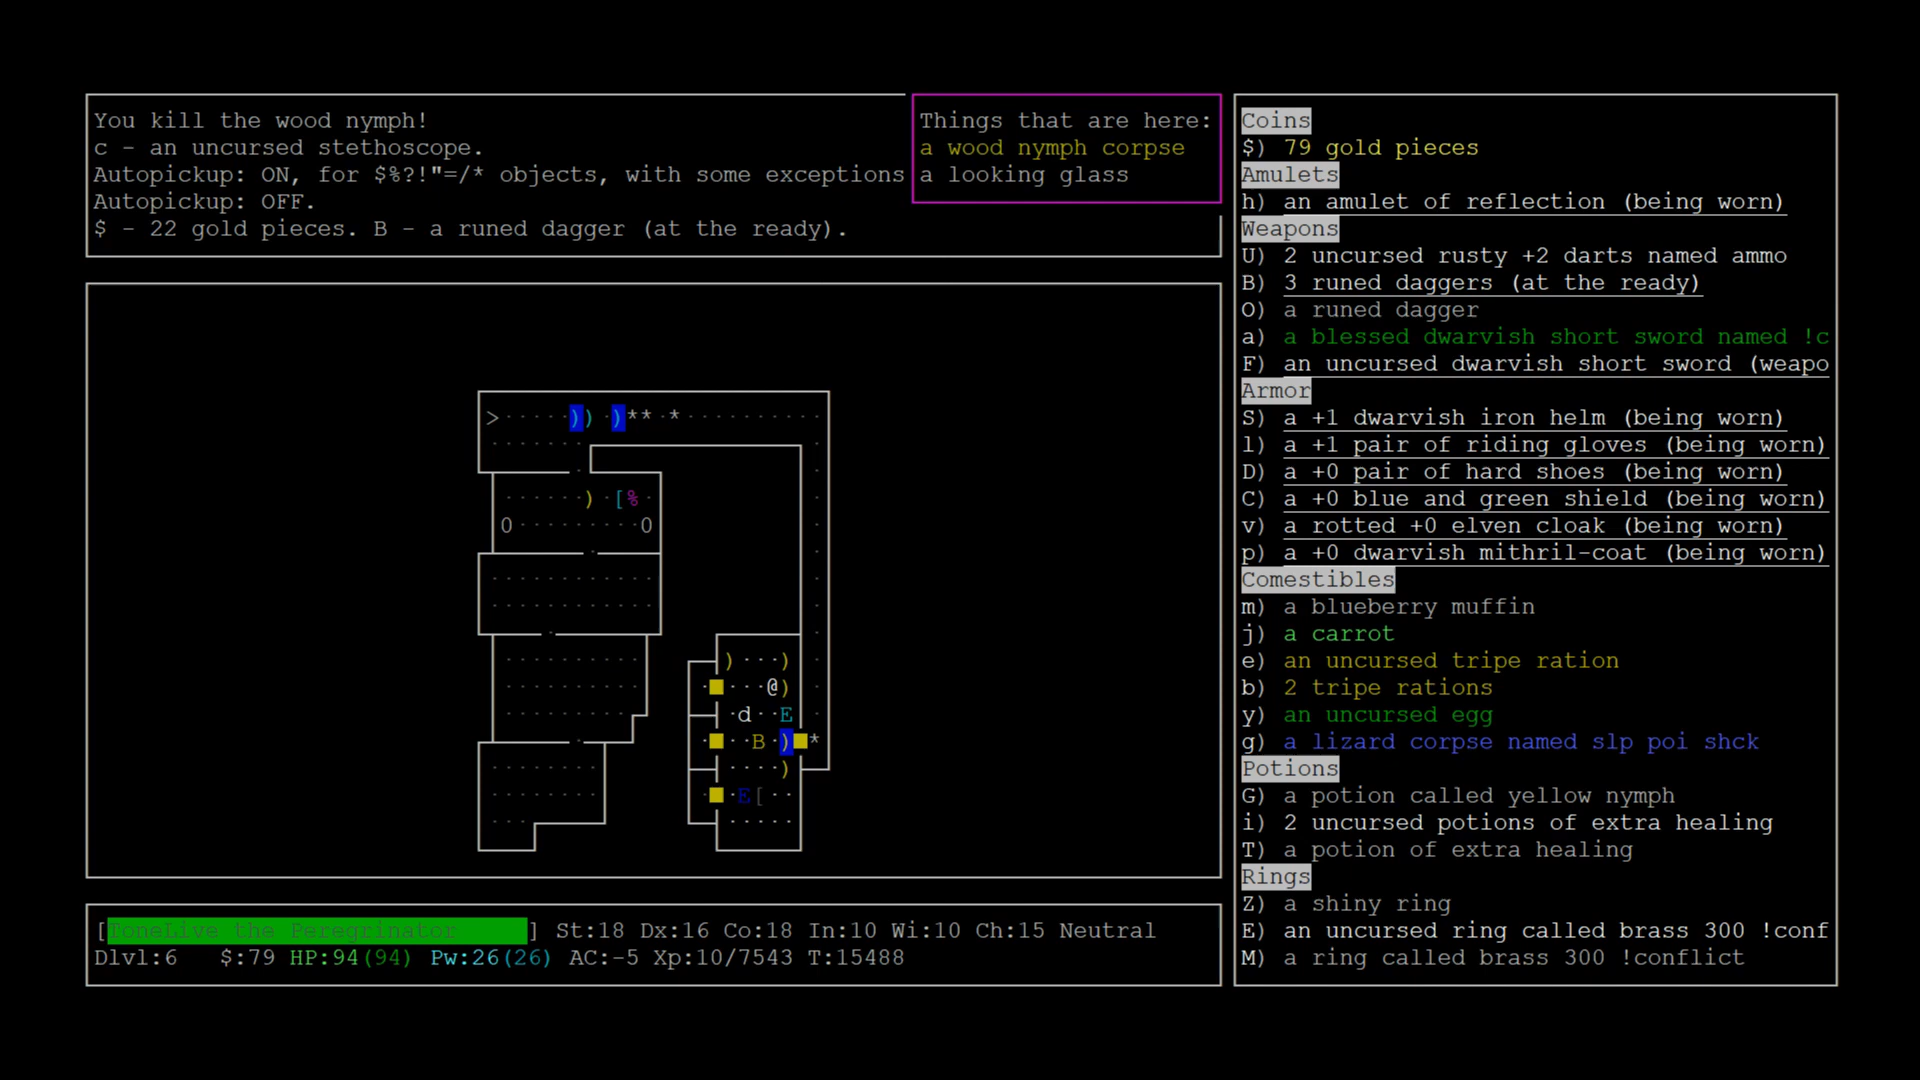 You kill the wood nymph!
c - an uncursed stethoscope.
Autopickup: ON, for $%?!"=/* objects, with some exceptions
Autopickup: OFF.
$ - 22 gold pieces. B - a runed dagger (at the ready).
Things that are here:
a wood nymph corpse
a looking glass
>·····)) )** *··········
·······
······) [%·
0·········0
)···)
···@)
·d··E
···B·)*
····)
·E[··
·····
[ToneLive the Peregrinator] St:18 Dx:16 Co:18 In:10 Wi:10 Ch:15 Neutral
Dlvl:6 $:79 HP:94(94) Pw:26(26) AC:-5 Xp:10/7543 T:15488
Coins
$) 79 gold pieces
Amulets
h) an amulet of reflection (being worn)
Weapons
U) 2 uncursed rusty +2 darts named ammo
B) 3 runed daggers (at the ready)
O) a runed dagger
a) a blessed dwarvish short sword named !c
F) an uncursed dwarvish short sword (weapo
Armor
S) a +1 dwarvish iron helm (being worn)
l) a +1 pair of riding gloves (being worn)
D) a +0 pair of hard shoes (being worn)
C) a +0 blue and green shield (being worn)
v) a rotted +0 elven cloak (being worn)
p) a +0 dwarvish mithril-coat (being worn)
Comestibles
m) a blueberry muffin
j) a carrot
e) an uncursed tripe ration
b) 2 tripe rations
y) an uncursed egg
g) a lizard corpse named slp poi shck
Potions
G) a potion called yellow nymph
i) 2 uncursed potions of extra healing
T) a potion of extra healing
Rings
Z) a shiny ring
E) an uncursed ring called brass 300 !conf
M) a ring called brass 300 !conflict